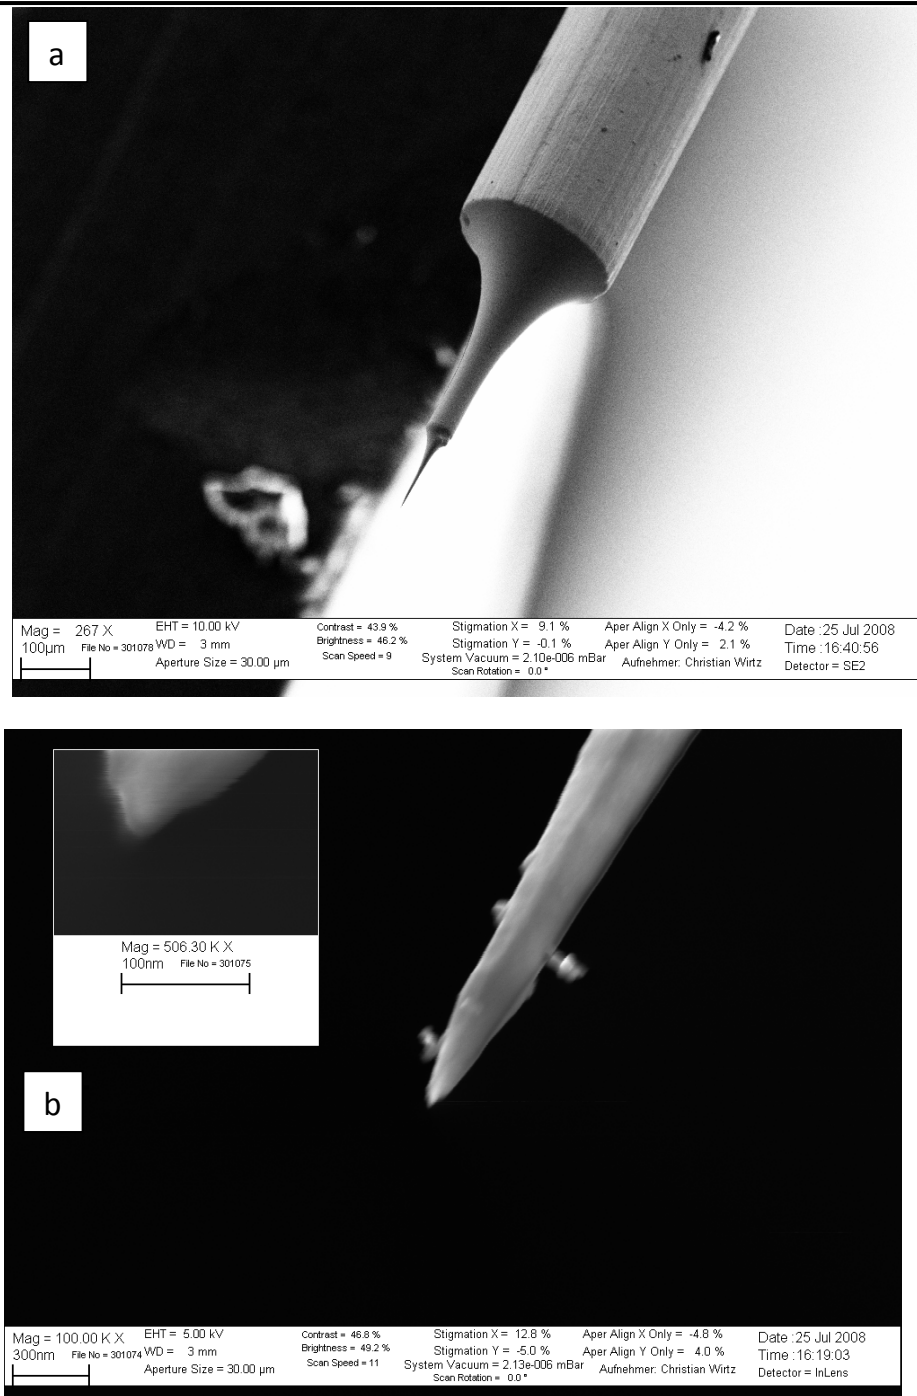 a
Mag = 267 X
100µm File No = 301078
EHT = 10.00 kV
WD = 3 mm
Aperture Size = 30.00 µm
Contrast = 43.9 %
Brightness = 46.2 %
Scan Speed = 9
Stigmation X = 9.1 %
Stigmation Y = -0.1 %
System Vacuum = 2.10e-006 mBar
Scan Rotation = 0.0 °
Aper Align X Only = -4.2 %
Aper Align Y Only = 2.1 %
Aufnehmer: Christian Wirtz
Date :25 Jul 2008
Time :16:40:56
Detector = SE2
Mag = 506.30 K X
100nm File No = 301075
b
Mag = 100.00 K X
300nm File No = 301074
EHT = 5.00 kV
WD = 3 mm
Aperture Size = 30.00 µm
Contrast = 46.8 %
Brightness = 49.2 %
Scan Speed = 11
Stigmation X = 12.8 %
Stigmation Y = -5.0 %
System Vacuum = 2.13e-006 mBar
Scan Rotation = 0.0 °
Aper Align X Only = -4.8 %
Aper Align Y Only = 4.0 %
Aufnehmer: Christian Wirtz
Date :25 Jul 2008
Time :16:19:03
Detector = InLens